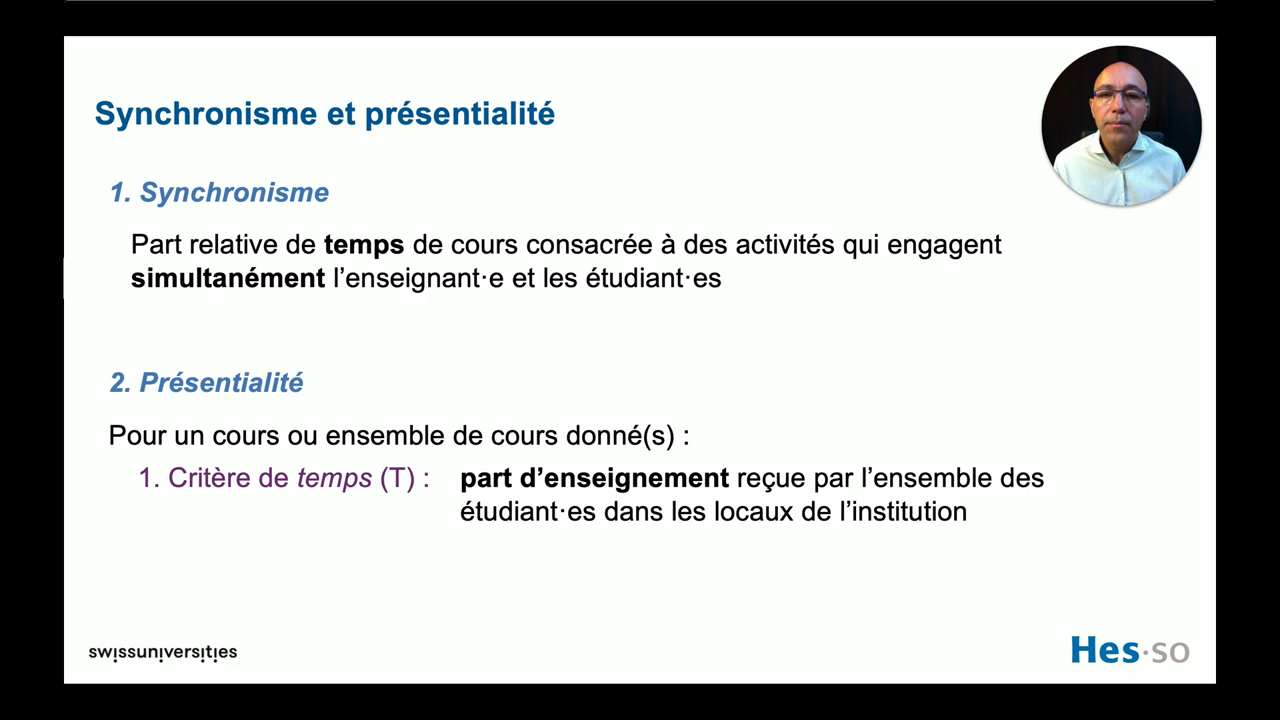 Synchronisme et présentialité
1. Synchronisme
Part relative de temps de cours consacrée à des activités qui engagent
simultanément l’enseignant·e et les étudiant·es
2. Présentialité
Pour un cours ou ensemble de cours donné(s) :
1. Critère de temps (T) : part d’enseignement reçue par l’ensemble des
étudiant·es dans les locaux de l’institution
swissuniversities
Hes·so